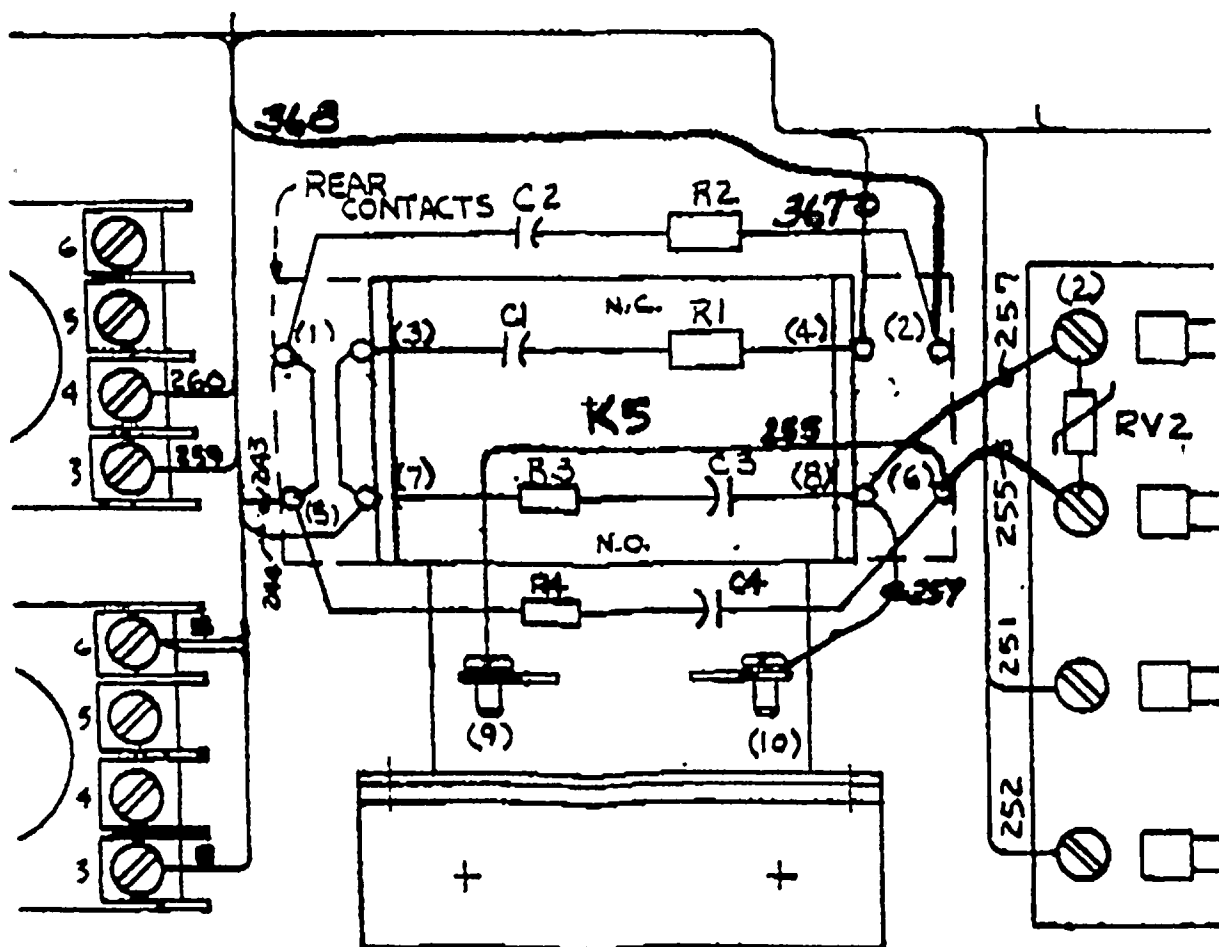 368
REAR
CONTACTS
C2
R2
367
6
5
4
3
260
259
(1)
(3)
C1
N.C.
R1
(4)
(2)
257
(2)
K5
RV2
255
243
(5)
(7)
R3
C3
(8)
(6)
255
244
N.O.
R4
C4
257
251
6
5
4
3
(9)
(10)
252